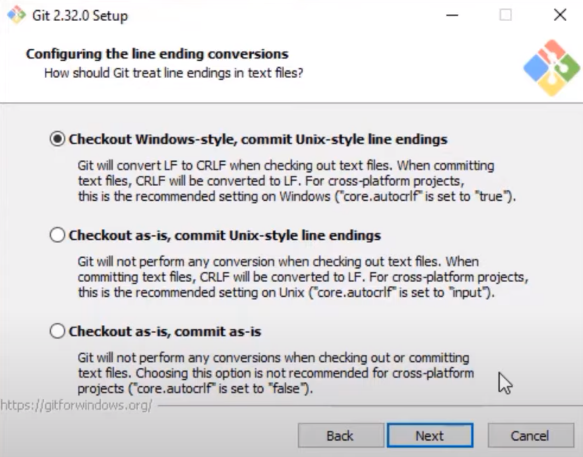 Git 2.32.0 Setup
Configuring the line ending conversions
How should Git treat line endings in text files?
Checkout Windows-style, commit Unix-style line endings
Git will convert LF to CRLF when checking out text files. When committing
text files, CRLF will be converted to LF. For cross-platform projects,
this is the recommended setting on Windows ("core.autocrlf" is set to "true").
Checkout as-is, commit Unix-style line endings
Git will not perform any conversion when checking out text files. When
committing text files, CRLF will be converted to LF. For cross-platform projects,
this is the recommended setting on Unix ("core.autocrlf" is set to "input").
Checkout as-is, commit as-is
Git will not perform any conversions when checking out or committing
text files. Choosing this option is not recommended for cross-platform
projects ("core.autocrlf" is set to "false").
https://gitforwindows.org/
Back Next Cancel